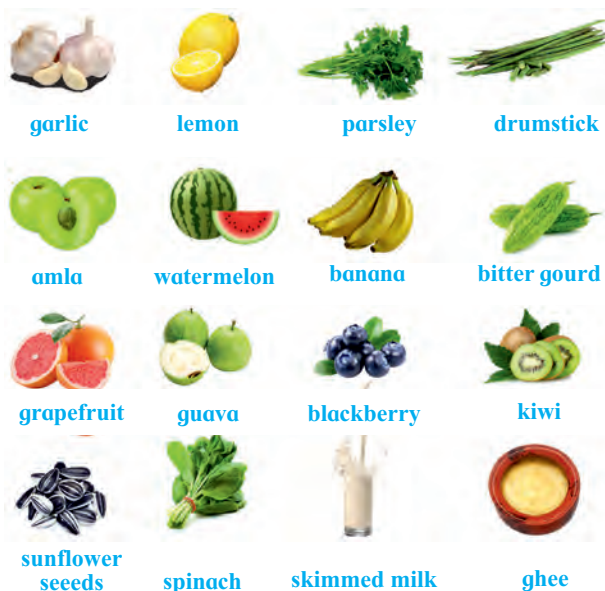 garlic
lemon
parsley
drumstick
amla
watermelon
banana
bitter gourd
grapefruit
guava
blackberry
kiwi
sunflower
seeeds
spinach
skimmed milk
ghee